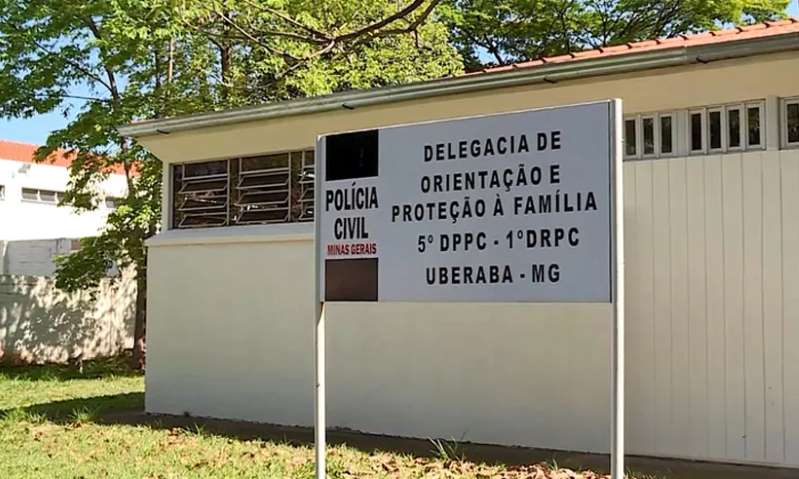 POLÍCIA
CIVIL
MINAS GERAIS
DELEGACIA DE
ORIENTAÇÃO E
PROTEÇÃO À FAMÍLIA
5º DPPC - 1º DRPC
UBERABA - MG